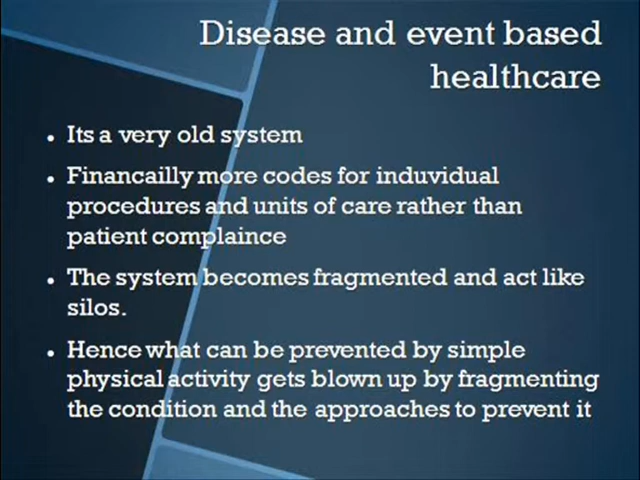 Disease and event based
healthcare
• Its a very old system
• Financailly more codes for induvidual
procedures and units of care rather than
patient complaince
• The system becomes fragmented and act like
silos.
• Hence what can be prevented by simple
physical activity gets blown up by fragmenting
the condition and the approaches to prevent it